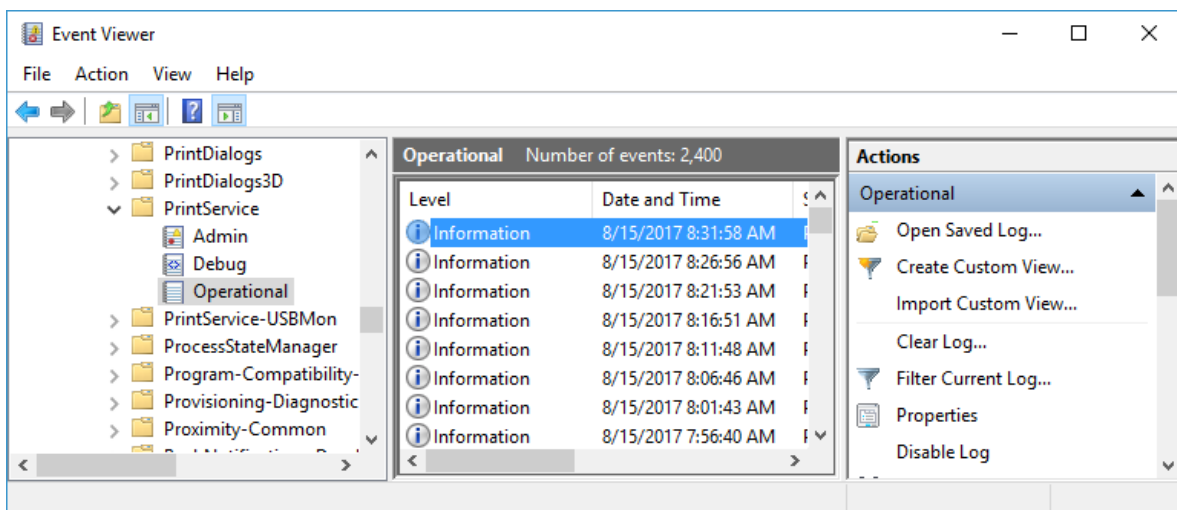 Event Viewer
File Action View Help
PrintDialogs
PrintDialogs3D
PrintService
Admin
Debug
Operational
PrintService-USBMon
ProcessStateManager
Program-Compatibility-
Provisioning-Diagnostic
Proximity-Common
Operational Number of events: 2,400
Level Date and Time
Information 8/15/2017 8:31:58 AM
Information 8/15/2017 8:26:56 AM
Information 8/15/2017 8:21:53 AM
Information 8/15/2017 8:16:51 AM
Information 8/15/2017 8:11:48 AM
Information 8/15/2017 8:06:46 AM
Information 8/15/2017 8:01:43 AM
Information 8/15/2017 7:56:40 AM
Actions
Operational
Open Saved Log...
Create Custom View...
Import Custom View...
Clear Log...
Filter Current Log...
Properties
Disable Log